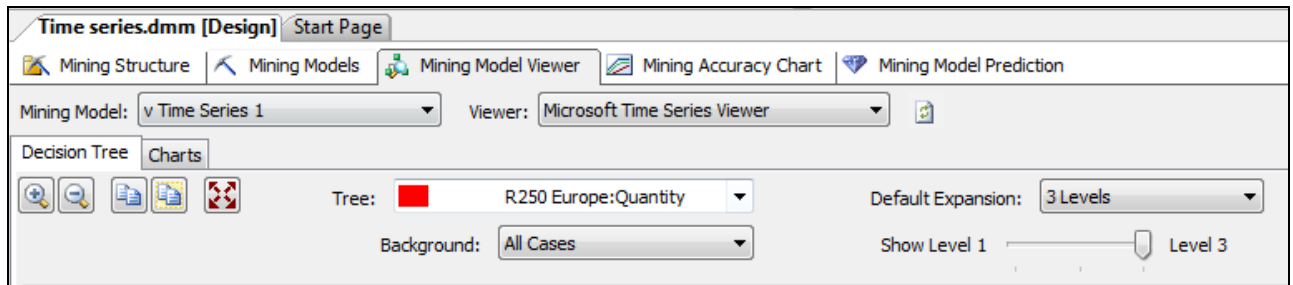 Time series.dmm [Design] Start Page
Mining Structure Mining Models Mining Model Viewer Mining Accuracy Chart Mining Model Prediction
Mining Model: v Time Series 1 Viewer: Microsoft Time Series Viewer
Decision Tree Charts
Tree: R250 Europe:Quantity Default Expansion: 3 Levels
Background: All Cases Show Level 1 Level 3